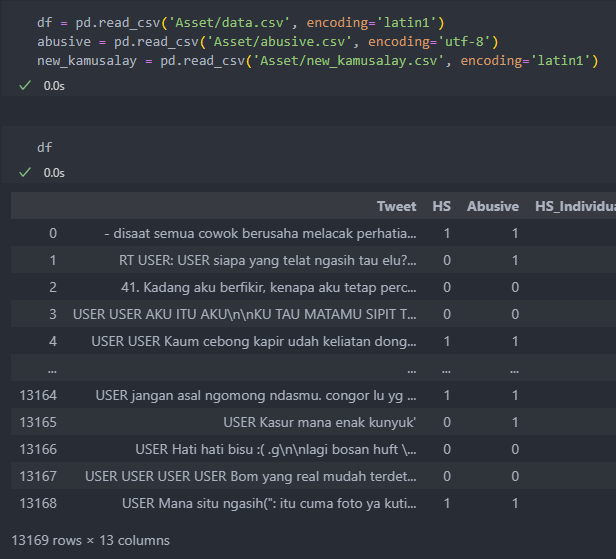 df = pd.read_csv('Asset/data.csv', encoding='latin1')
abusive = pd.read_csv('Asset/abusive.csv', encoding='utf-8')
new_kamusalay = pd.read_csv('Asset/new_kamusalay.csv', encoding='latin1')
0.0s
df
0.0s
Tweet HS Abusive HS_Individua
0 - disaat semua cowok berusaha melacak perhatia... 1 1
1 RT USER: USER siapa yang telat ngasih tau elu?... 0 1
2 41. Kadang aku berfikir, kenapa aku tetap perc... 0 0
3 USER USER AKU ITU AKU\n\nKU TAU MATAMU SIPIT T... 0 0
4 USER USER Kaum cebong kapir udah keliatan dong... 1 1
... ... ... ...
13164 USER jangan asal ngomong ndasmu. congor lu yg ... 1 1
13165 USER Kasur mana enak kunyuk' 0 1
13166 USER Hati hati bisu :( .g\n\nlagi bosan huft \... 0 0
13167 USER USER USER USER Bom yang real mudah terdet... 0 0
13168 USER Mana situ ngasih(": itu cuma foto ya kuti... 1 1
13169 rows × 13 columns